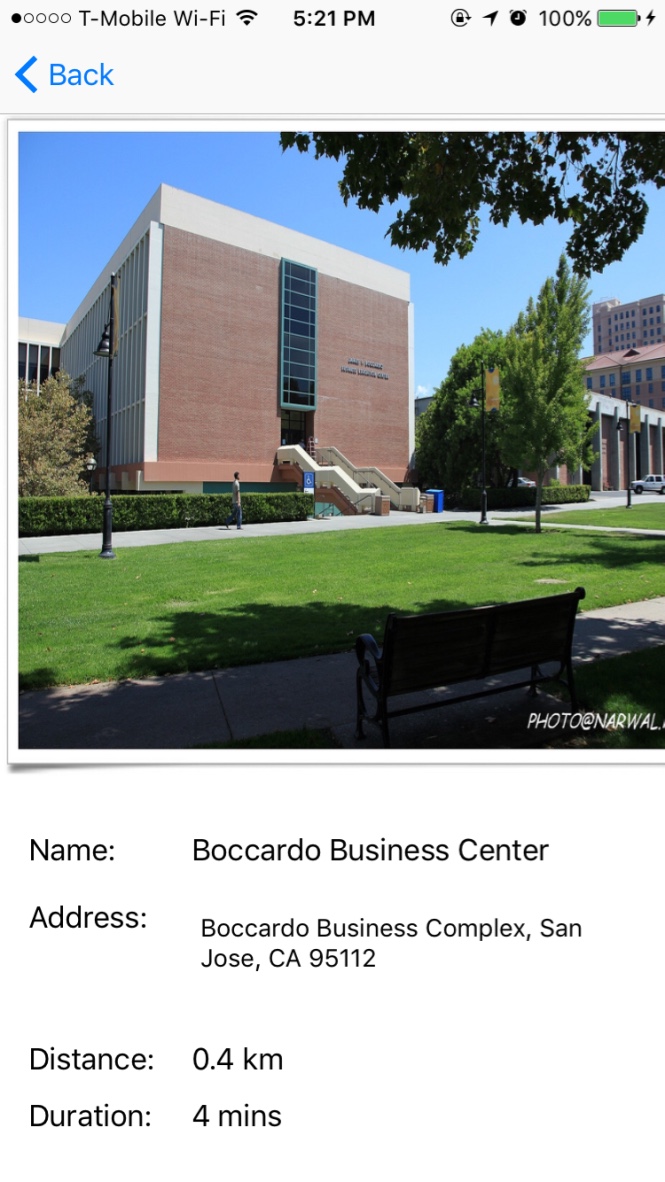 T-Mobile Wi-Fi 5:21 PM 100%
Back
PHOTO@NARWAL.
Name: Boccardo Business Center
Address: Boccardo Business Complex, San
Jose, CA 95112
Distance: 0.4 km
Duration: 4 mins